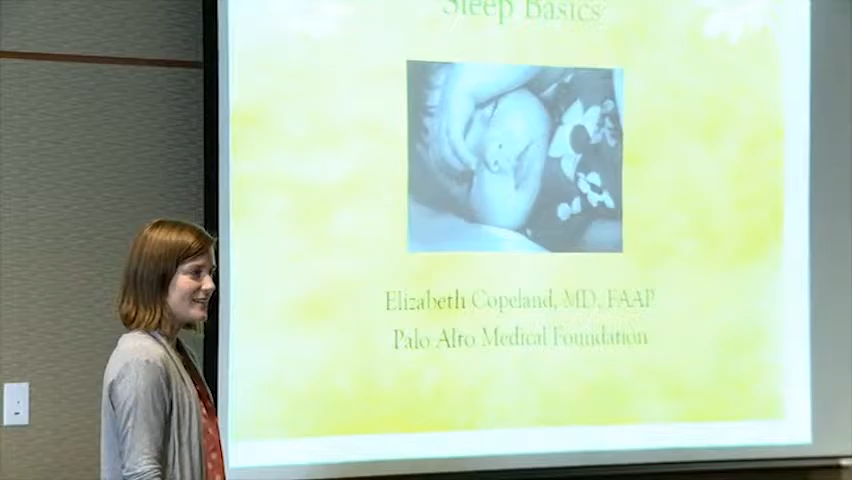 Sleep Basics
Elizabeth Copeland, MD, FAAP
Palo Alto Medical Foundation